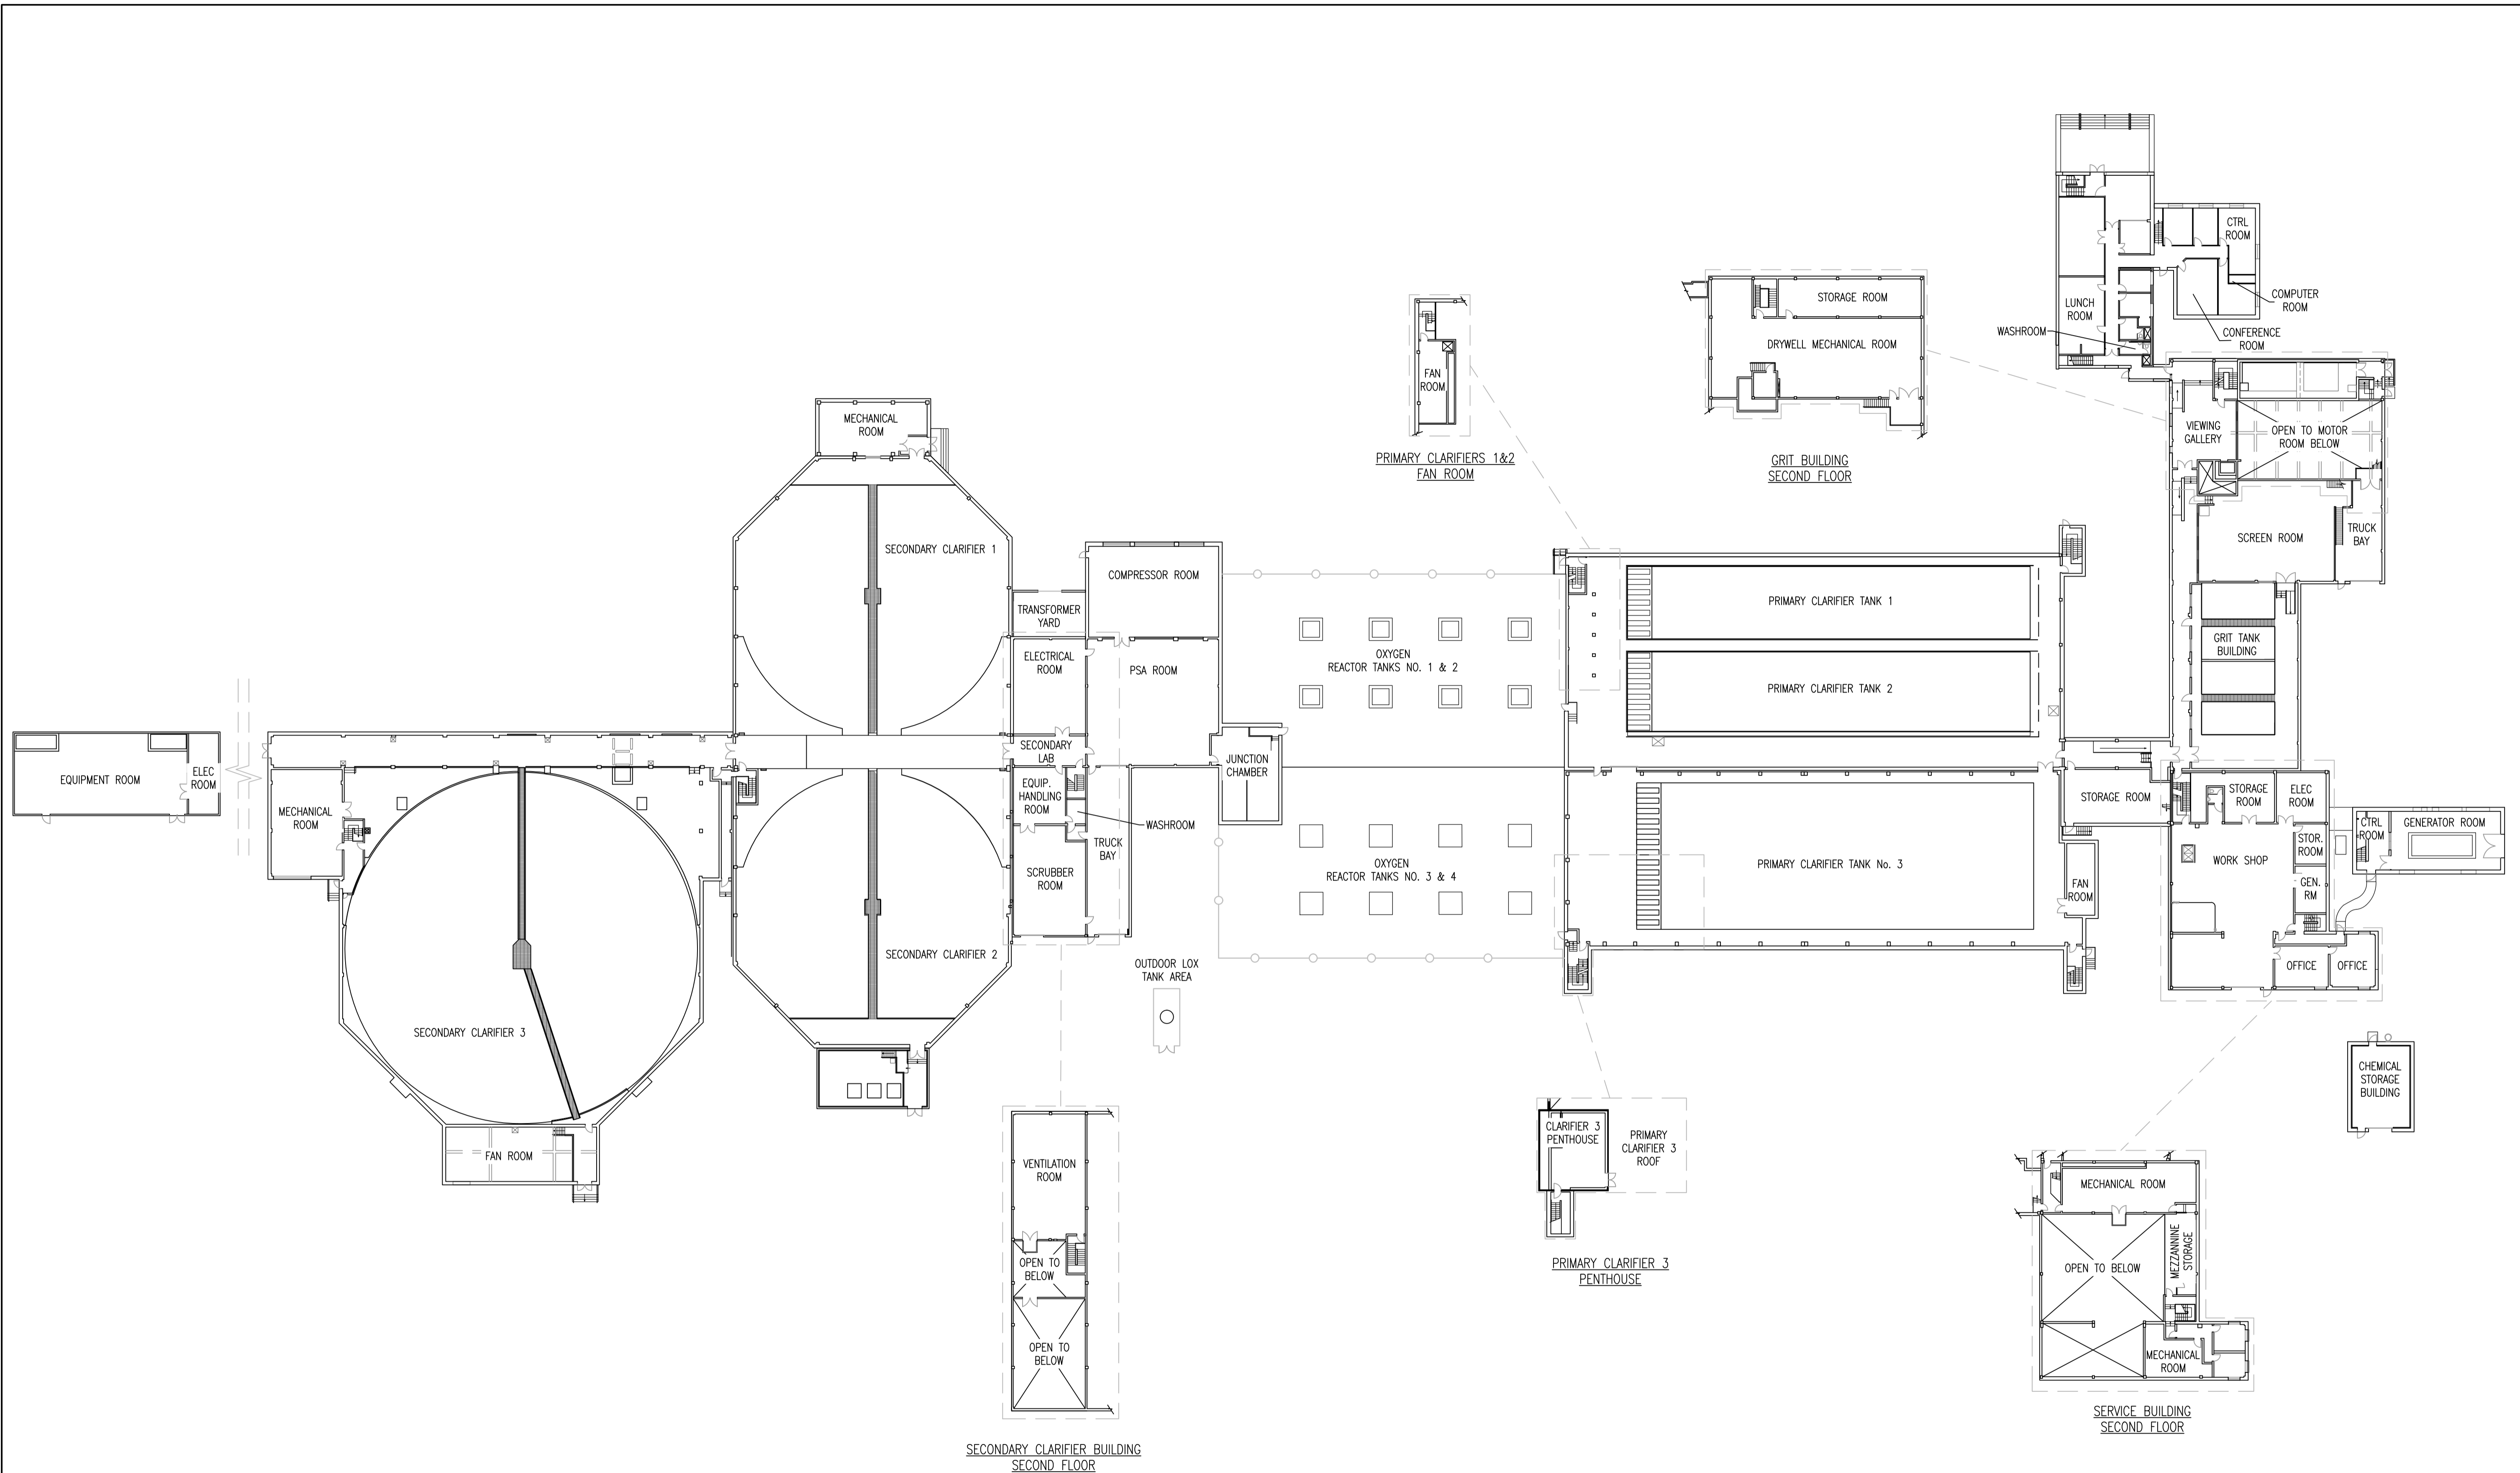 CTRL
ROOM
COMPUTER
ROOM
LUNCH
ROOM
WASHROOM
CONFERENCE
ROOM
STORAGE ROOM
DRYWELL MECHANICAL ROOM
GRIT BUILDING
SECOND FLOOR
FAN
ROOM
PRIMARY CLARIFIERS 1&2
FAN ROOM
VIEWING
GALLERY
OPEN TO MOTOR
ROOM BELOW
SCREEN ROOM
TRUCK
BAY
GRIT TANK
BUILDING
MECHANICAL
ROOM
SECONDARY CLARIFIER 1
COMPRESSOR ROOM
TRANSFORMER
YARD
ELECTRICAL
ROOM
PSA ROOM
OXYGEN
REACTOR TANKS NO. 1 & 2
PRIMARY CLARIFIER TANK 1
PRIMARY CLARIFIER TANK 2
EQUIPMENT ROOM
ELEC
ROOM
MECHANICAL
ROOM
SECONDARY
LAB
JUNCTION
CHAMBER
EQUIP.
HANDLING
ROOM
WASHROOM
TRUCK
BAY
SCRUBBER
ROOM
OXYGEN
REACTOR TANKS NO. 3 & 4
PRIMARY CLARIFIER TANK No. 3
STORAGE ROOM
FAN
ROOM
STORAGE
ROOM
ELEC
ROOM
STOR.
ROOM
WORK SHOP
GEN.
RM
CTRL
ROOM
GENERATOR ROOM
OFFICE
OFFICE
SECONDARY CLARIFIER 2
OUTDOOR LOX
TANK AREA
SECONDARY CLARIFIER 3
FAN ROOM
CHEMICAL
STORAGE
BUILDING
VENTILATION
ROOM
OPEN TO
BELOW
OPEN TO
BELOW
SECONDARY CLARIFIER BUILDING
SECOND FLOOR
CLARIFIER 3
PENTHOUSE
PRIMARY
CLARIFIER 3
ROOF
PRIMARY CLARIFIER 3
PENTHOUSE
MECHANICAL ROOM
MEZZANNINE
STORAGE
OPEN TO BELOW
MECHANICAL
ROOM
SERVICE BUILDING
SECOND FLOOR